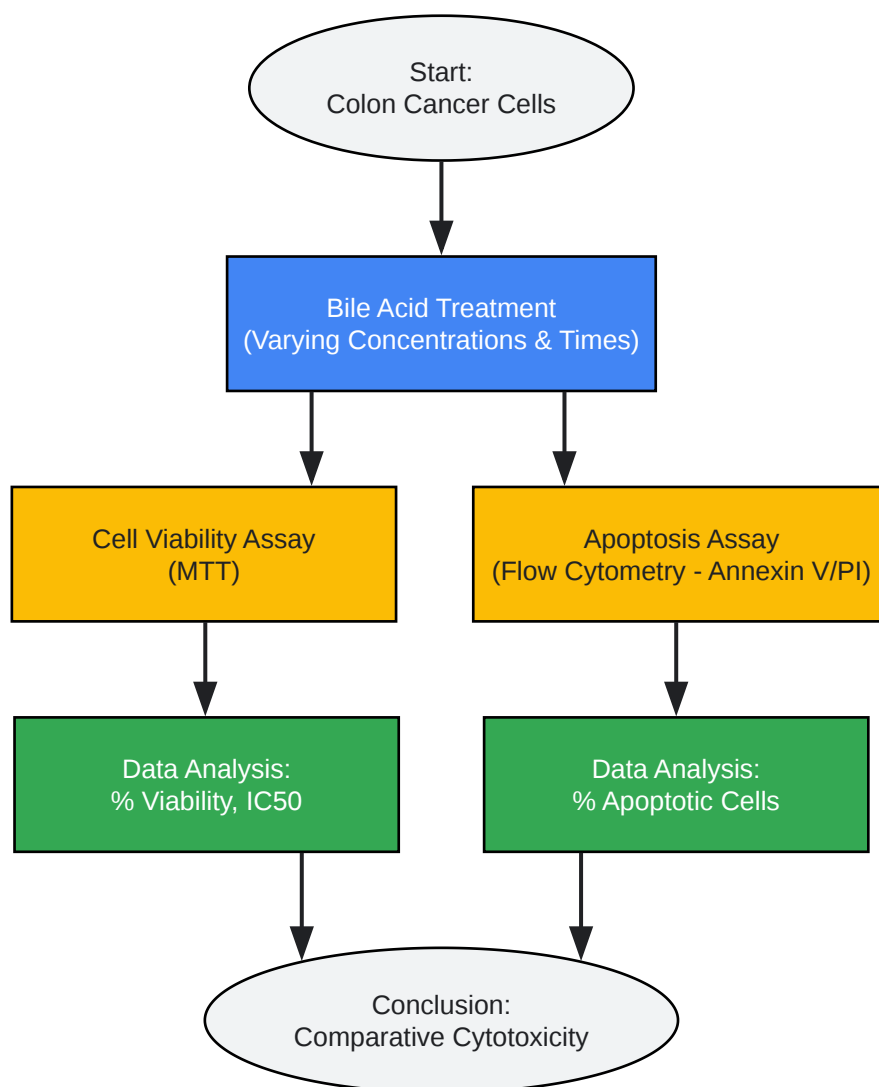 Start:
Colon Cancer Cells
Bile Acid Treatment
(Varying Concentrations & Times)
Cell Viability Assay
(MTT)
Apoptosis Assay
(Flow Cytometry - Annexin V/PI)
Data Analysis:
% Viability, IC50
Data Analysis:
% Apoptotic Cells
Conclusion:
Comparative Cytotoxicity